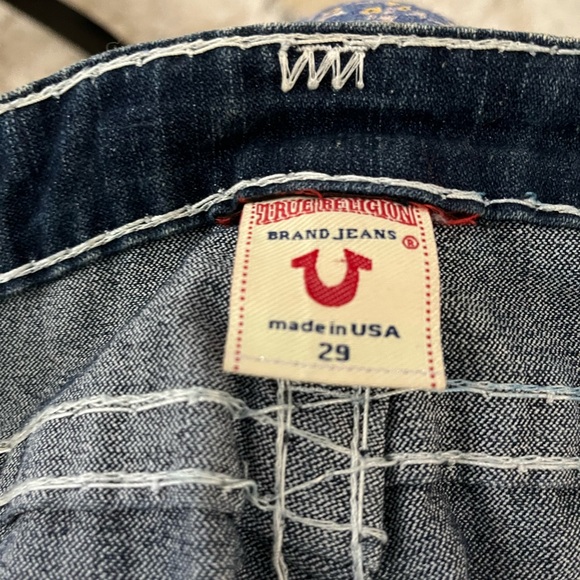 TRUE RELIGION
BRAND JEANS ®
made in USA
29